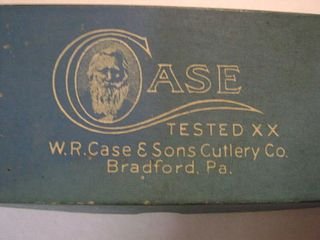 CASE
TESTED XX
W.R. Case & Sons Cutlery Co.
Bradford, Pa.